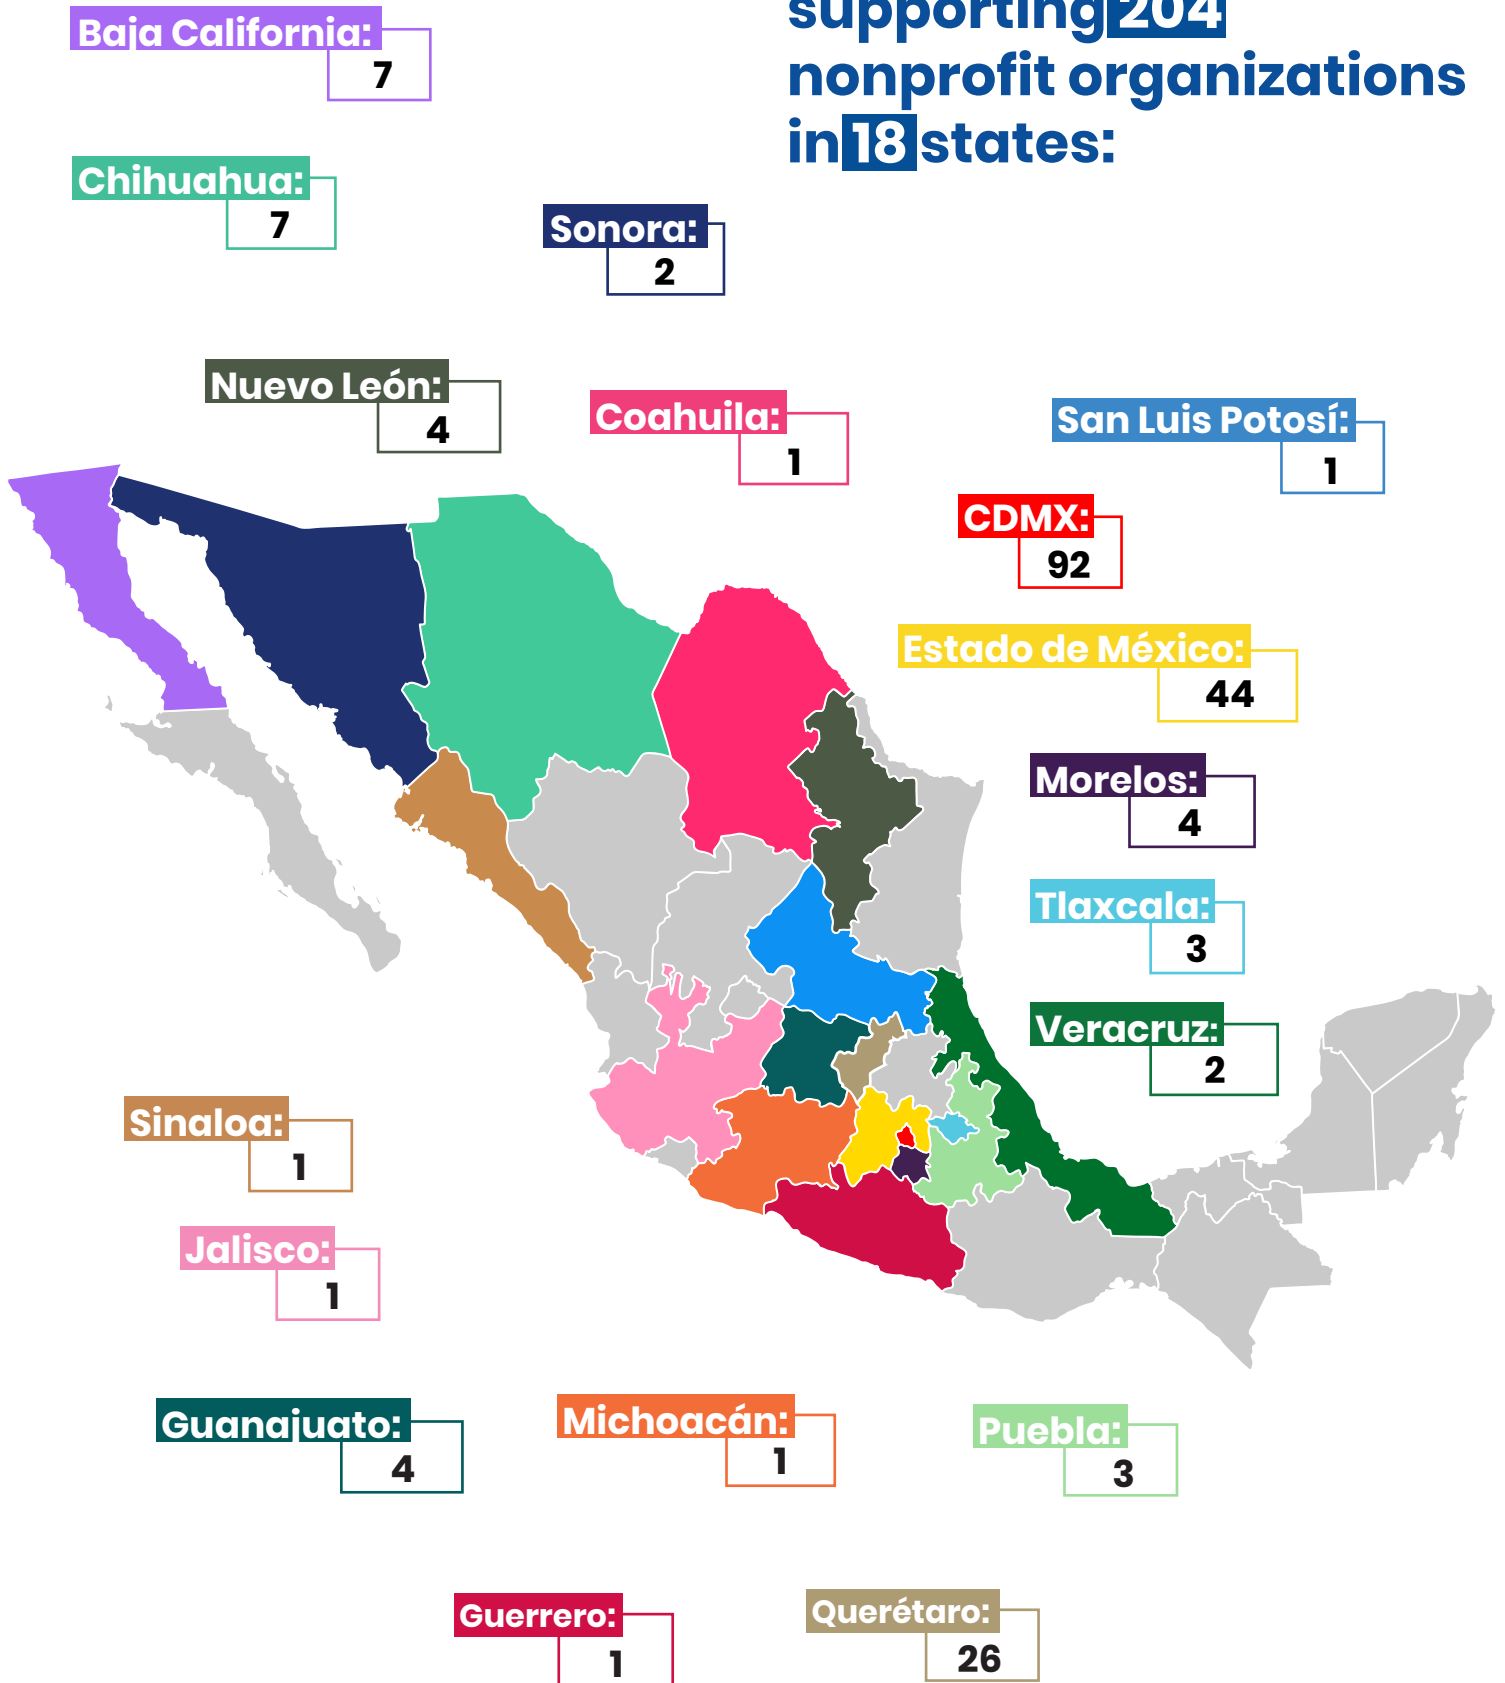 supporting 204
nonprofit organizations
in 18 states:
Baja California:
7
Chihuahua:
7
Sonora:
2
Nuevo León:
4
Coahuila:
1
San Luis Potosí:
1
CDMX:
92
Estado de México:
44
Morelos:
4
Tlaxcala:
3
Veracruz:
2
Sinaloa:
1
Jalisco:
1
Guanajuato:
4
Michoacán:
1
Puebla:
3
Guerrero:
1
Querétaro:
26